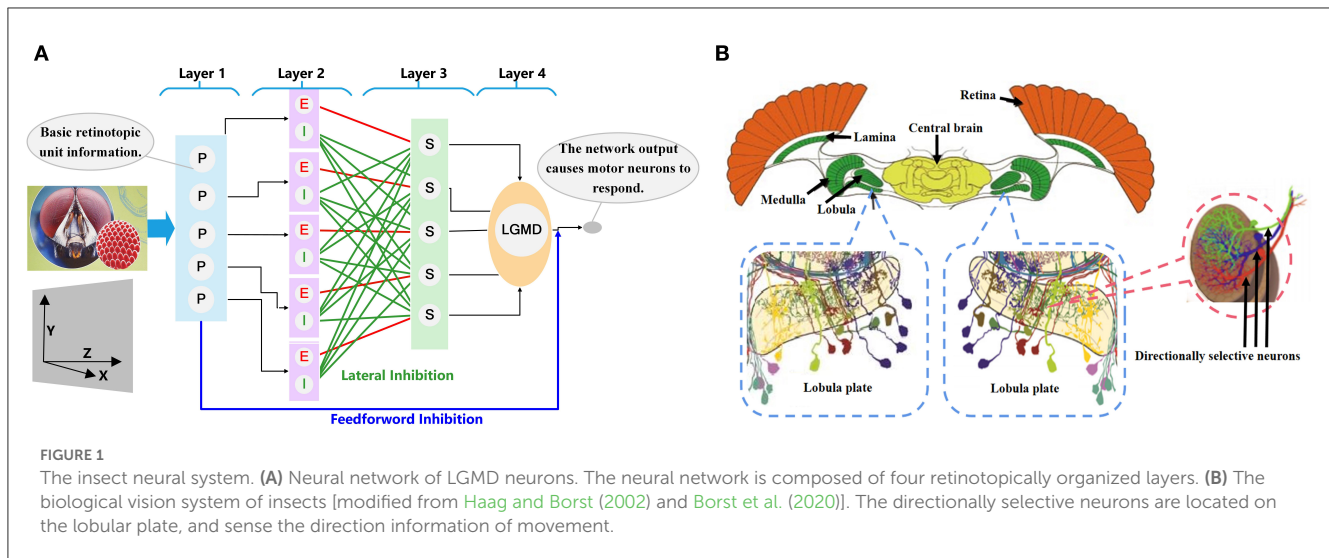 A
Layer 1
Layer 2
Layer 3
Layer 4
Basic retinotopic
unit information.
P
P
P
P
P
E
I
E
I
E
I
E
I
E
I
S
S
S
S
S
LGMD
The network output
causes motor neurons to
respond.
Y
Z
X
Lateral Inhibition
Feedforword Inhibition
B
Retina
Lamina
Central brain
Medulla
Lobula
Lobula plate
Lobula plate
Directionally selective neurons
FIGURE 1
The insect neural system. (A) Neural network of LGMD neurons. The neural network is composed of four retinotopically organized layers. (B) The
biological vision system of insects [modified from Haag and Borst (2002) and Borst et al. (2020)]. The directionally selective neurons are located on
the lobular plate, and sense the direction information of movement.